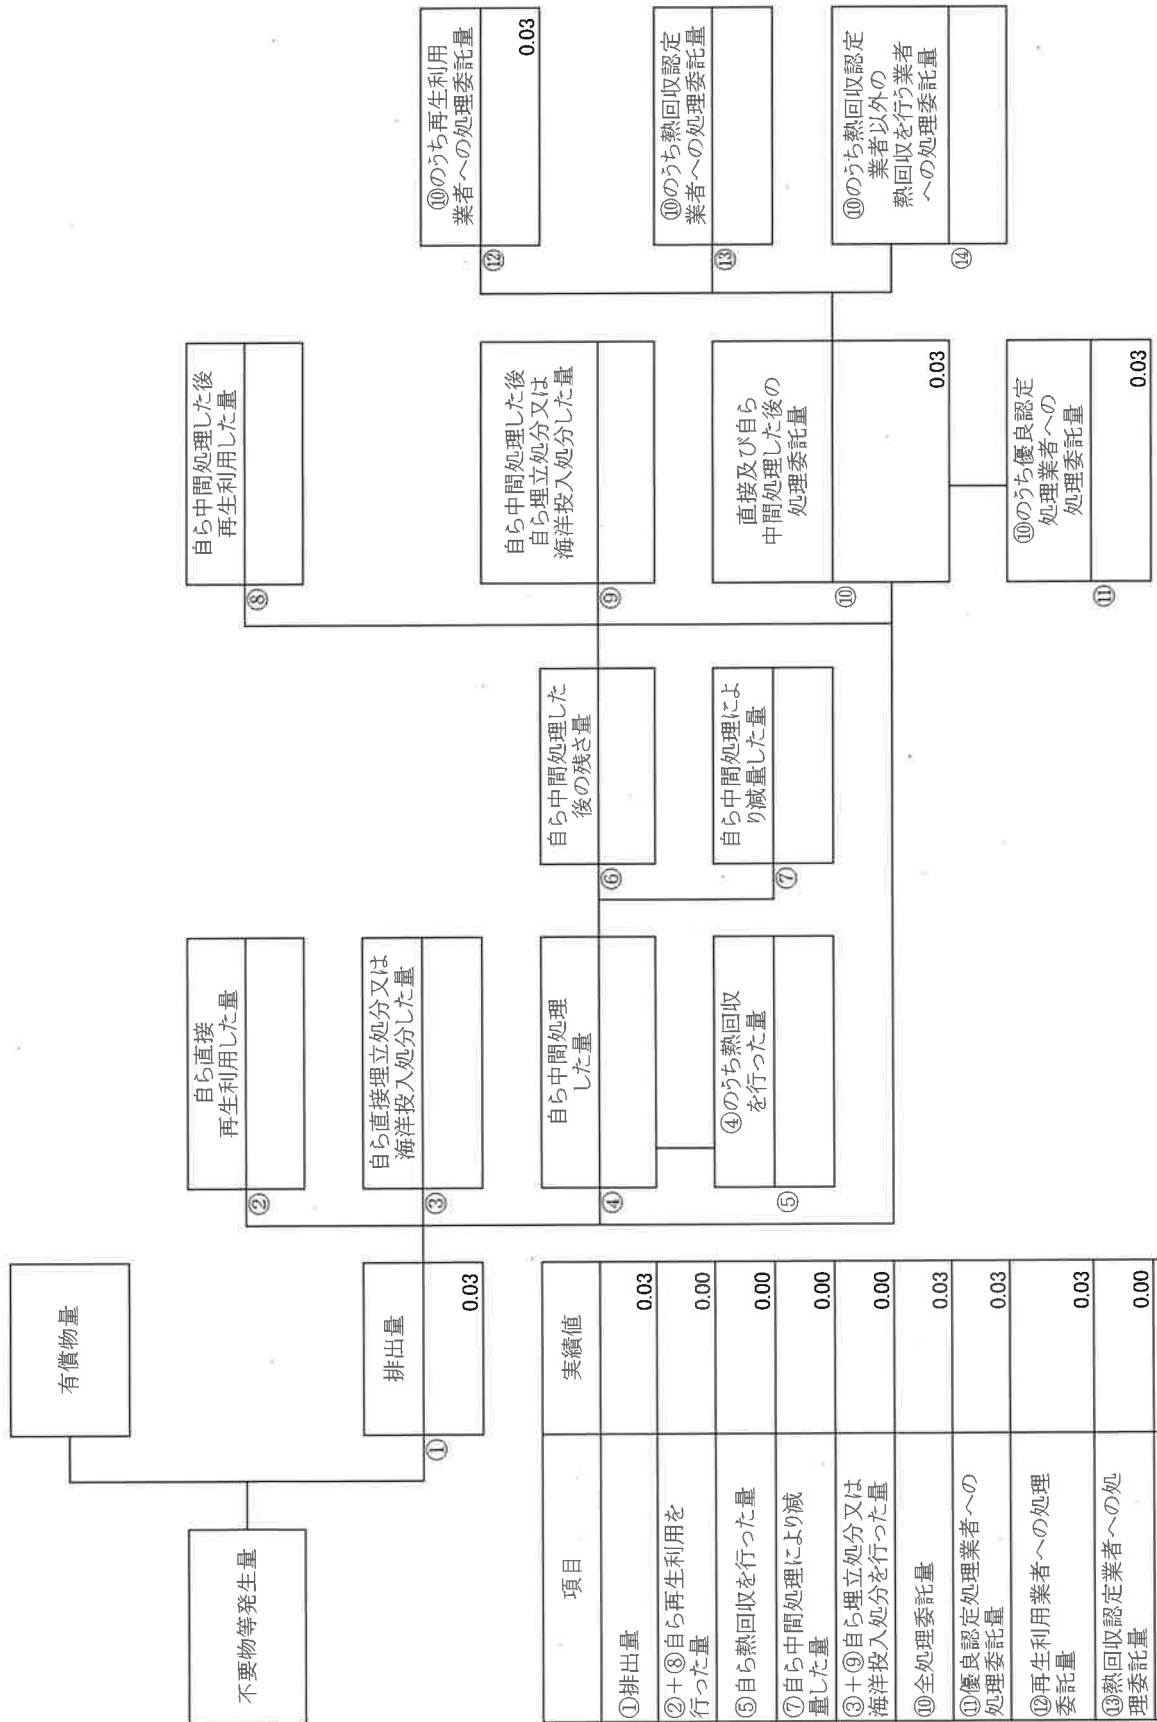 不要物等発生量
有償物量
排出量
①
0.03
自ら直接
再生利用した量
②
自ら直接埋立処分又は
海洋投入処分した量
③
自ら中間処理
した量
④
④のうち熱回収
を行った量
⑤
自ら中間処理した
後の残さ量
⑥
自ら中間処理によ
り減量した量
⑦
自ら中間処理した後
再生利用した量
⑧
自ら中間処理した後
自ら埋立処分又は
海洋投入処分した量
⑨
直接及び自ら
中間処理した後の
処理委託量
⑩
0.03
⑩のうち優良認定
処理業者への
処理委託量
⑪
0.03
⑩のうち再生利用
業者への処理委託量
⑫
0.03
⑩のうち熱回収認定
業者への処理委託量
⑬
⑩のうち熱回収認定
業者以外の
熱回収を行う業者
への処理委託量
⑭
項目 実績値
①排出量 0.03
②+⑧自ら再生利用を
行った量 0.00
⑤自ら熱回収を行った量 0.00
⑦自ら中間処理により減
量した量 0.00
③+⑨自ら埋立処分又は
海洋投入処分を行った量 0.00
⑩全処理委託量 0.03
⑪優良認定処理業者への
処理委託量 0.03
⑫再生利用業者への処理
委託量 0.03
⑬熱回収認定業者への処
理委託量 0.00